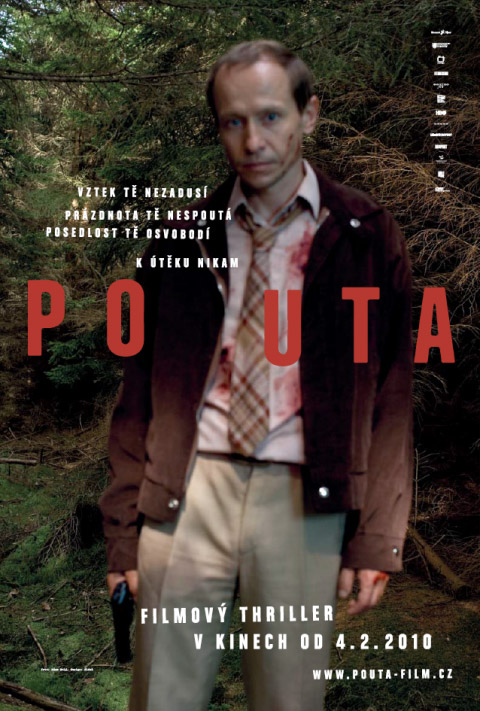 VZTEK TĚ NEZADUSÍ
PRÁZDNOTA TĚ NESPOUTÁ
POSEDLOST TĚ OSVOBODÍ
K ÚTĚKU NIKAM
POUTA
FILMOVÝ THRILLER
V KINECH OD 4.2.2010
WWW.POUTA-FILM.CZ